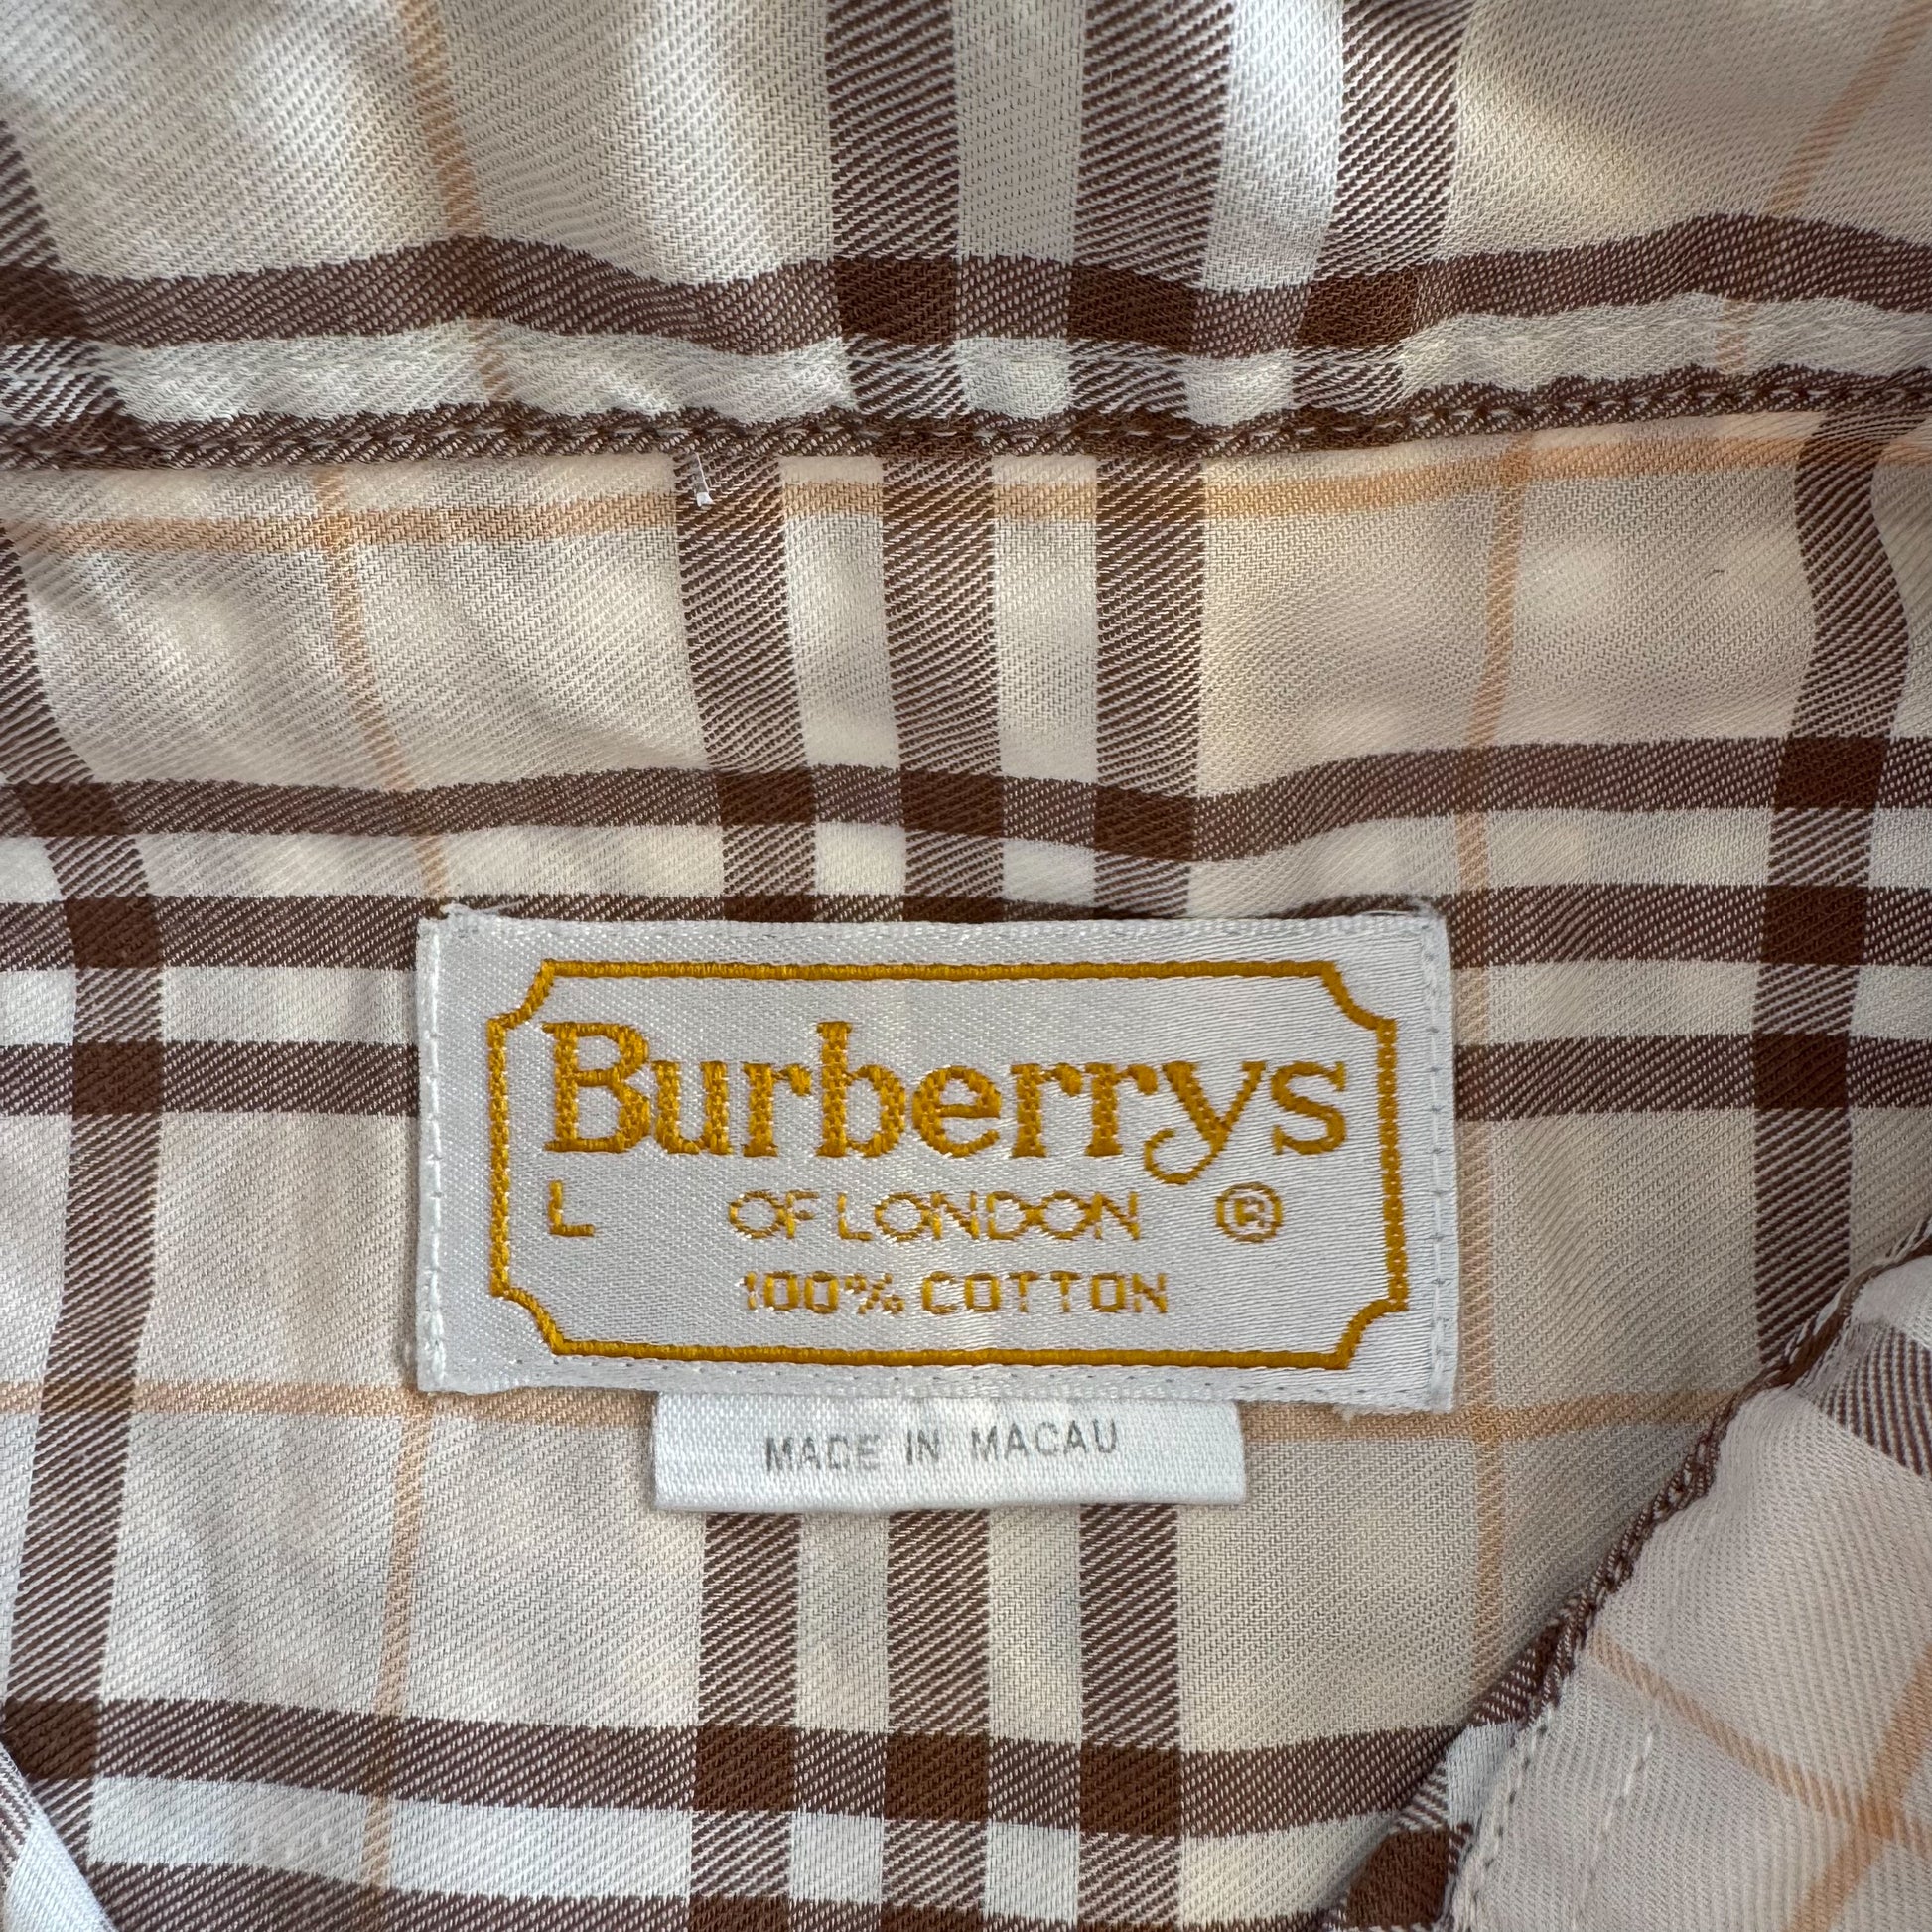 Burberrys
L OF LONDON ®
100% COTTON
MADE IN MACAU